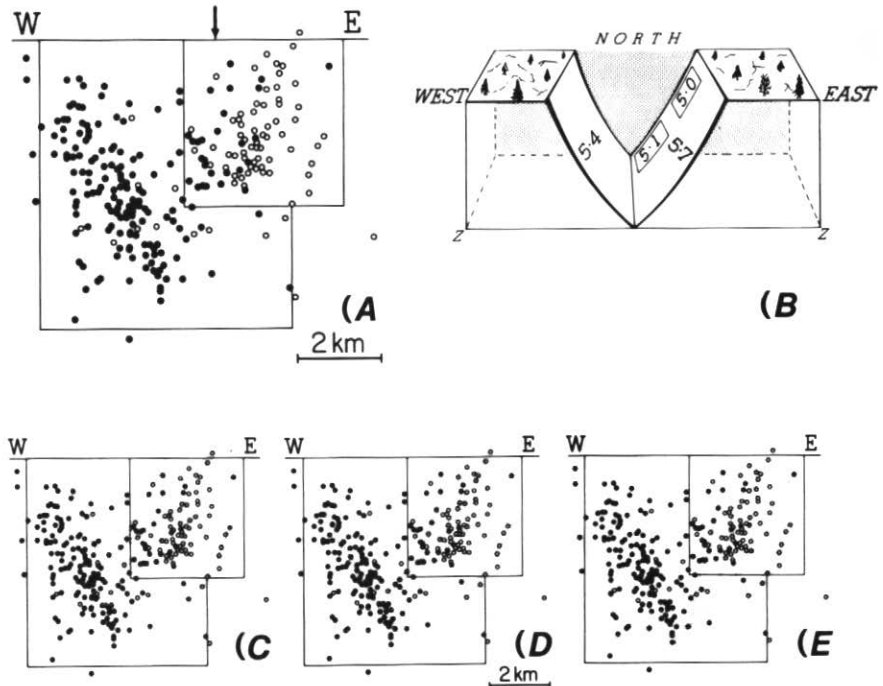 W E
(A
2 km
NORTH
WEST EAST
5·4 5·1 5·7 5·0
Z Z
(B
W E
(C
W E
(D
2 km
W E
(E